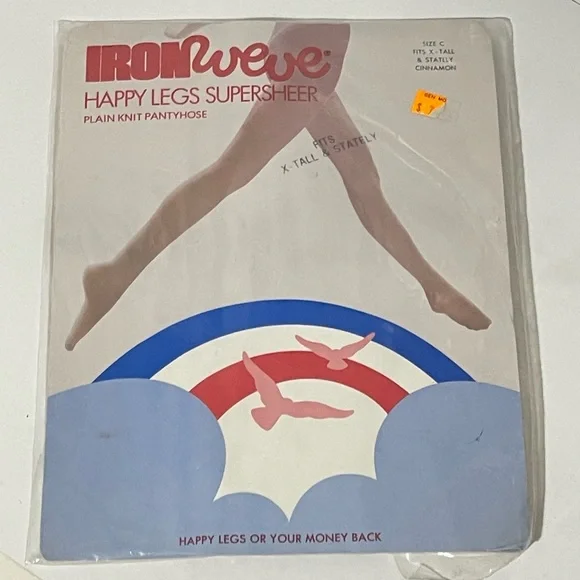 IRONweve®
HAPPY LEGS SUPERSHEER
PLAIN KNIT PANTYHOSE
SIZE C
FITS X-TALL
& STATELY
CINNAMON
FITS
X-TALL & STATELY
HAPPY LEGS OR YOUR MONEY BACK